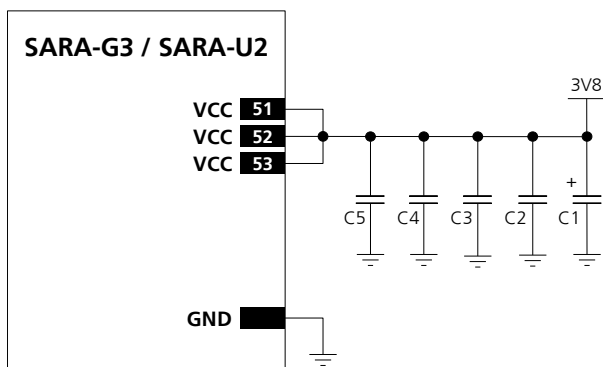 SARA-G3 / SARA-U2
3V8
VCC 51
VCC 52
VCC 53
+
C5 C4 C3 C2 C1
GND